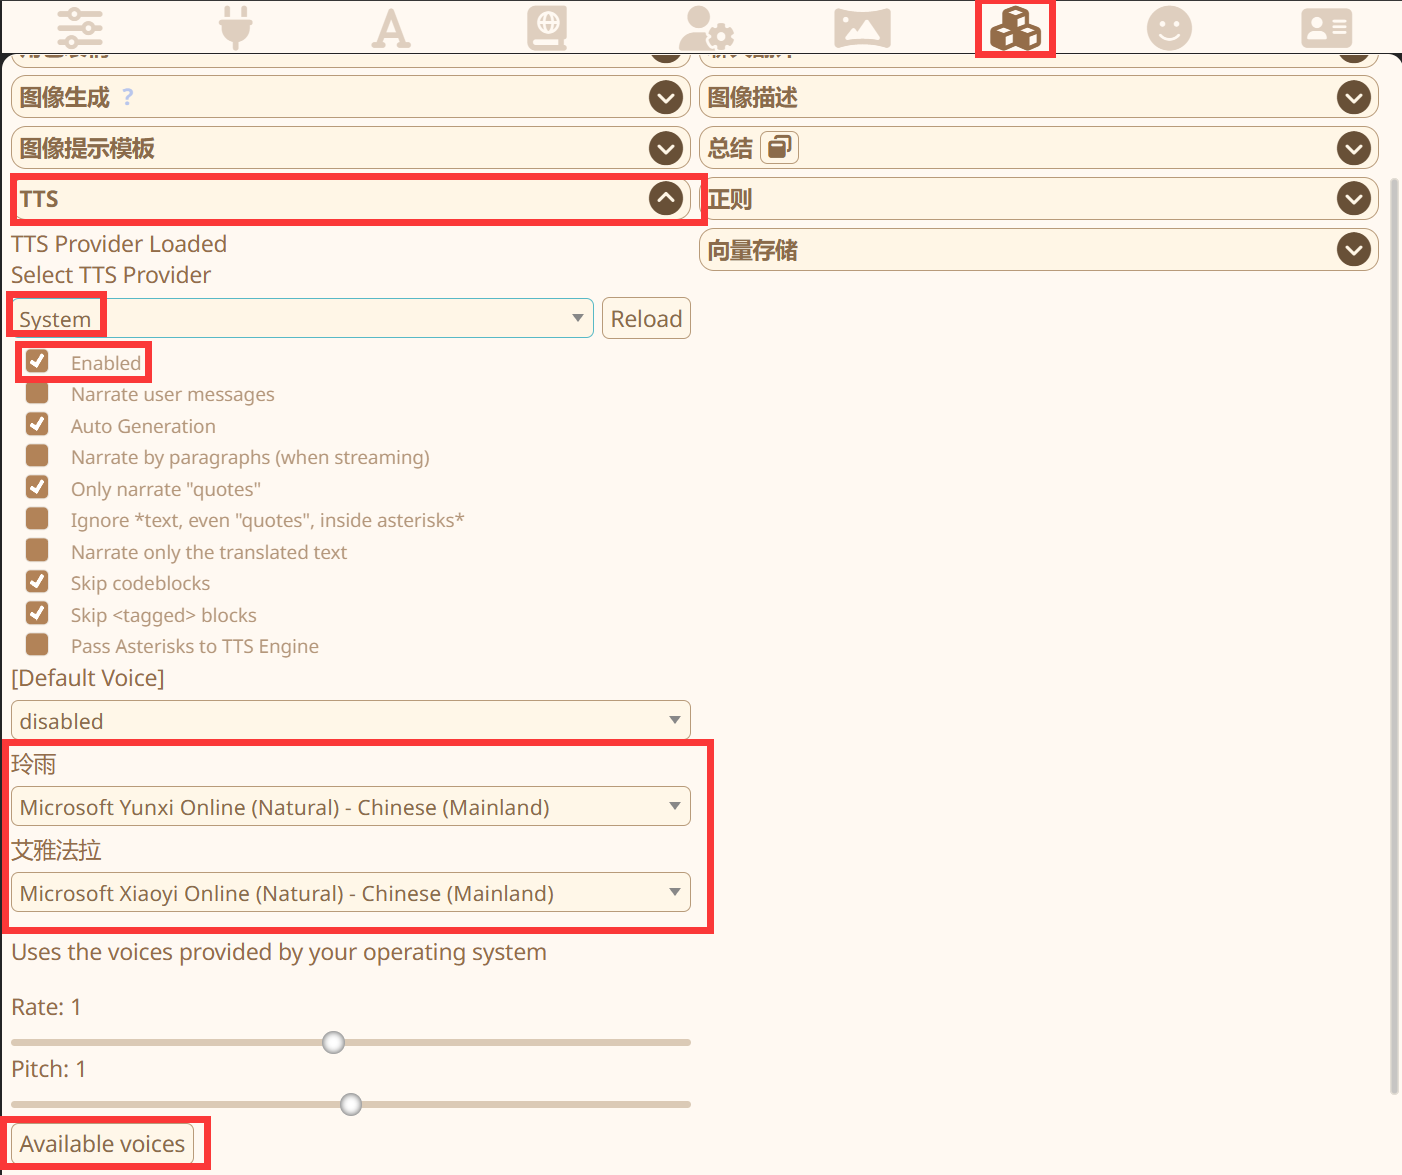 图像生成 ?
图像描述
图像提示模板
总结
TTS
正则
TTS Provider Loaded
向量存储
Select TTS Provider
System
Reload
Enabled
Narrate user messages
Auto Generation
Narrate by paragraphs (when streaming)
Only narrate "quotes"
Ignore *text, even "quotes", inside asterisks*
Narrate only the translated text
Skip codeblocks
Skip <tagged> blocks
Pass Asterisks to TTS Engine
[Default Voice]
disabled
玲雨
Microsoft Yunxi Online (Natural) - Chinese (Mainland)
艾雅法拉
Microsoft Xiaoyi Online (Natural) - Chinese (Mainland)
Uses the voices provided by your operating system
Rate: 1
Pitch: 1
Available voices